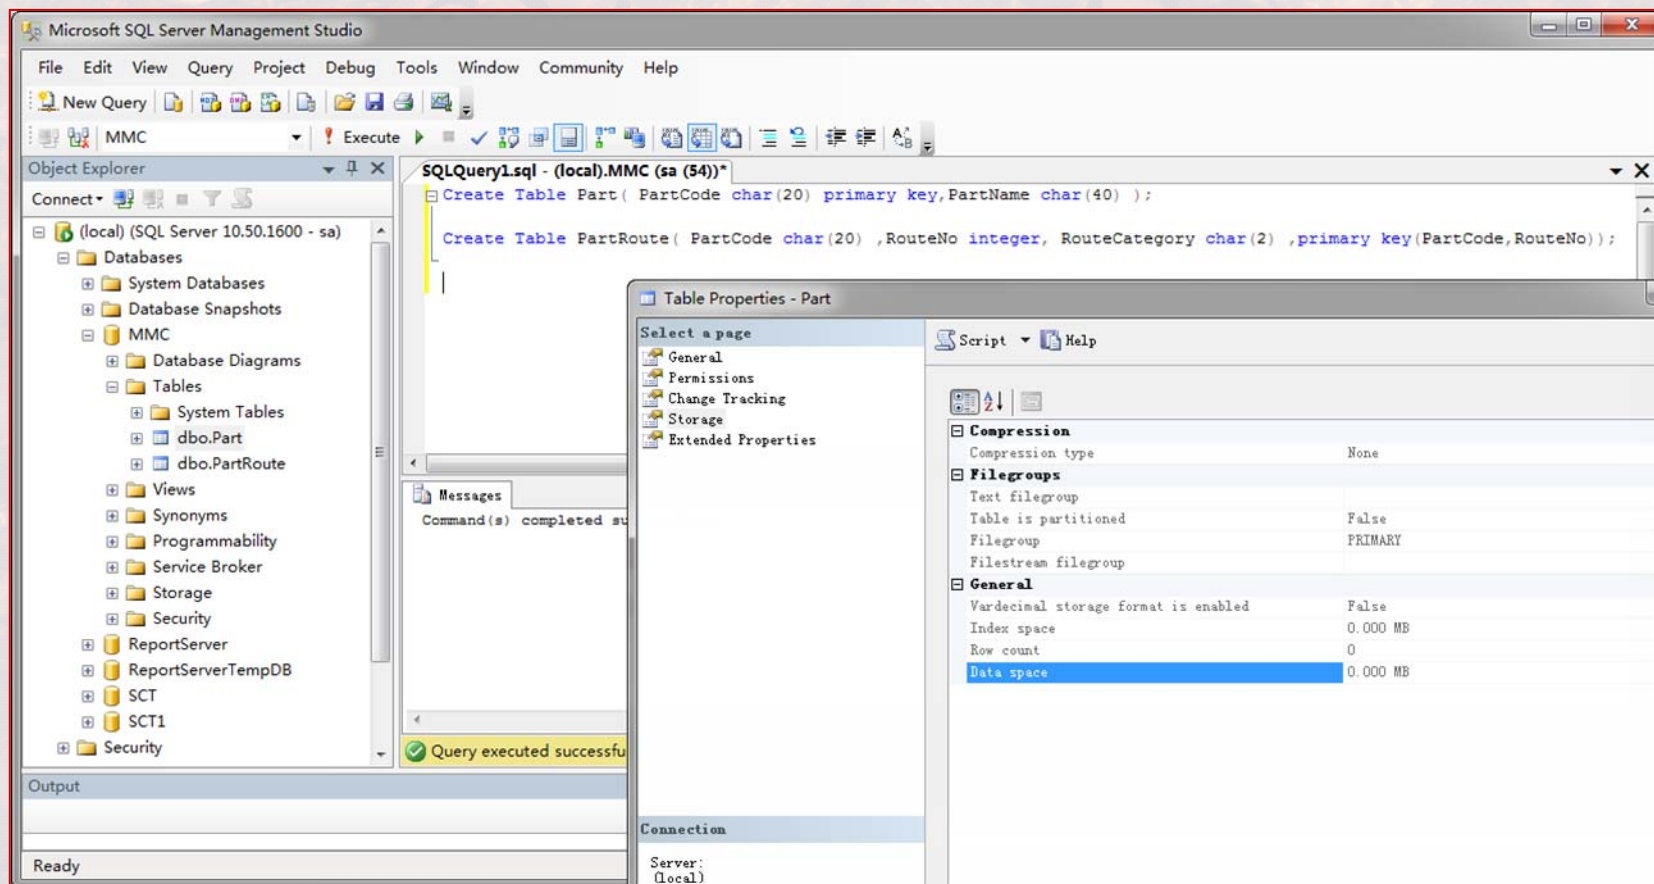 Microsoft SQL Server Management Studio
File Edit View Query Project Debug Tools Window Community Help
New Query
MMC Execute
Object Explorer
Connect
(local) (SQL Server 10.50.1600 - sa)
Databases
System Databases
Database Snapshots
MMC
Database Diagrams
Tables
System Tables
dbo.Part
dbo.PartRoute
Views
Synonyms
Programmability
Service Broker
Storage
Security
ReportServer
ReportServerTempDB
SCT
SCT1
Security
SQLQuery1.sql - (local).MMC (sa (54))*
Create Table Part( PartCode char(20) primary key,PartName char(40) );
Create Table PartRoute( PartCode char(20) ,RouteNo integer, RouteCategory char(2) ,primary key(PartCode,RouteNo));
Messages
Command(s) completed su
Query executed successfu
Output
Ready
Table Properties - Part
Select a page
General
Permissions
Change Tracking
Storage
Extended Properties
Connection
Server:
(local)
Script Help
Compression
Compression type None
Filegroups
Text filegroup
Table is partitioned False
Filegroup PRIMARY
Filestream filegroup
General
Vardecimal storage format is enabled False
Index space 0.000 MB
Row count 0
Data space 0.000 MB